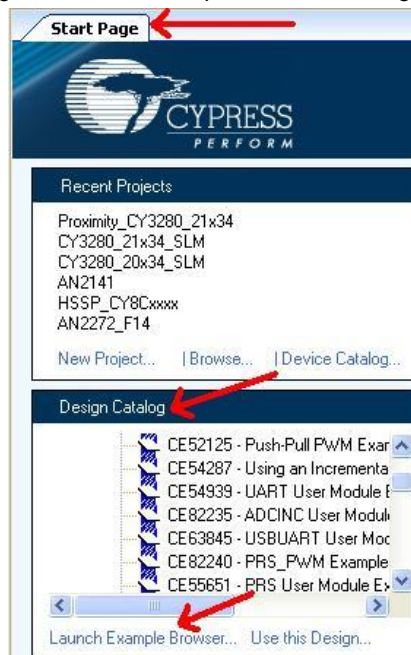 Start Page
CYPRESS
PERFORM
Recent Projects
Proximity_CY3280_21x34
CY3280_21x34_SLM
CY3280_20x34_SLM
AN2141
HSSP_CY8Cxxxx
AN2272_F14
New Project... | Browse... | Device Catalog...
Design Catalog
CE52125 - Push-Pull PWM Exar
CE54287 - Using an Incrementa
CE54939 - UART User Module E
CE82235 - ADCINC User Module
CE63845 - USBUART User Moc
CE82240 - PRS_PWM Example
CE55651 - PRS User Module Ex
Launch Example Browser... Use this Design...